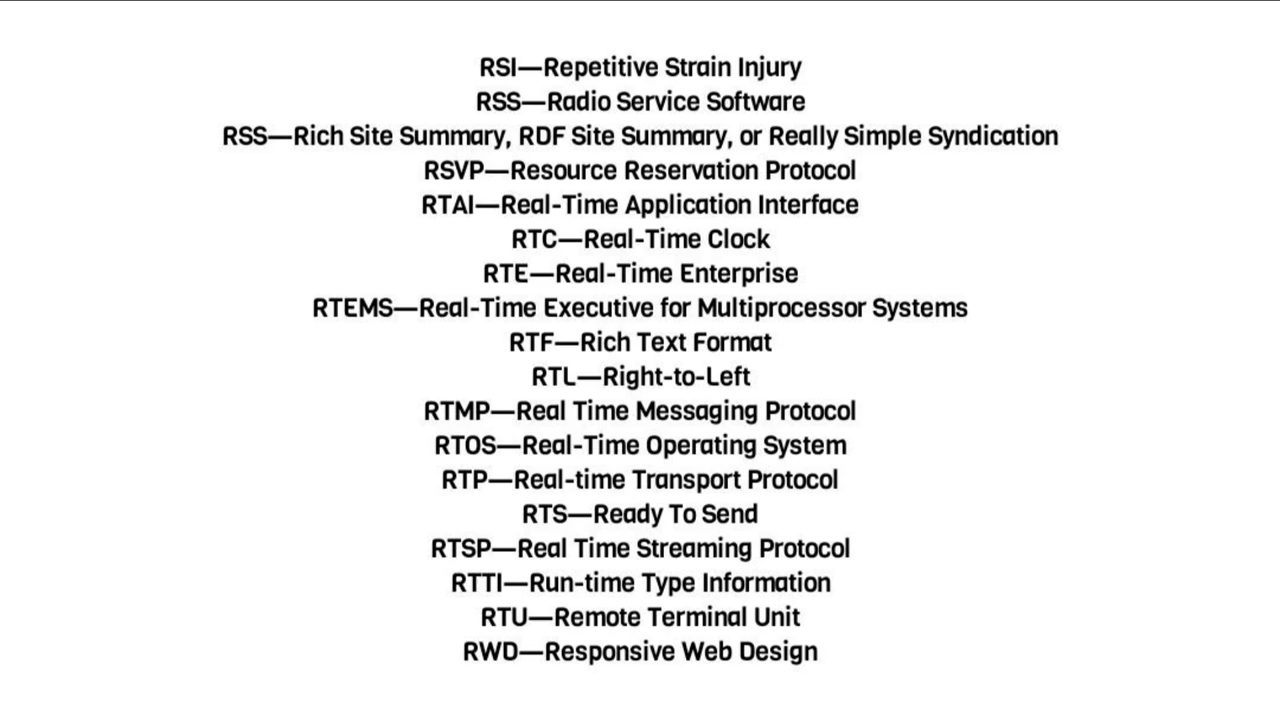 RSI—Repetitive Strain Injury
RSS—Radio Service Software
RSS—Rich Site Summary, RDF Site Summary, or Really Simple Syndication
RSVP—Resource Reservation Protocol
RTAI—Real-Time Application Interface
RTC—Real-Time Clock
RTE—Real-Time Enterprise
RTEMS—Real-Time Executive for Multiprocessor Systems
RTF—Rich Text Format
RTL—Right-to-Left
RTMP—Real Time Messaging Protocol
RTOS—Real-Time Operating System
RTP—Real-time Transport Protocol
RTS—Ready To Send
RTSP—Real Time Streaming Protocol
RTTI—Run-time Type Information
RTU—Remote Terminal Unit
RWD—Responsive Web Design